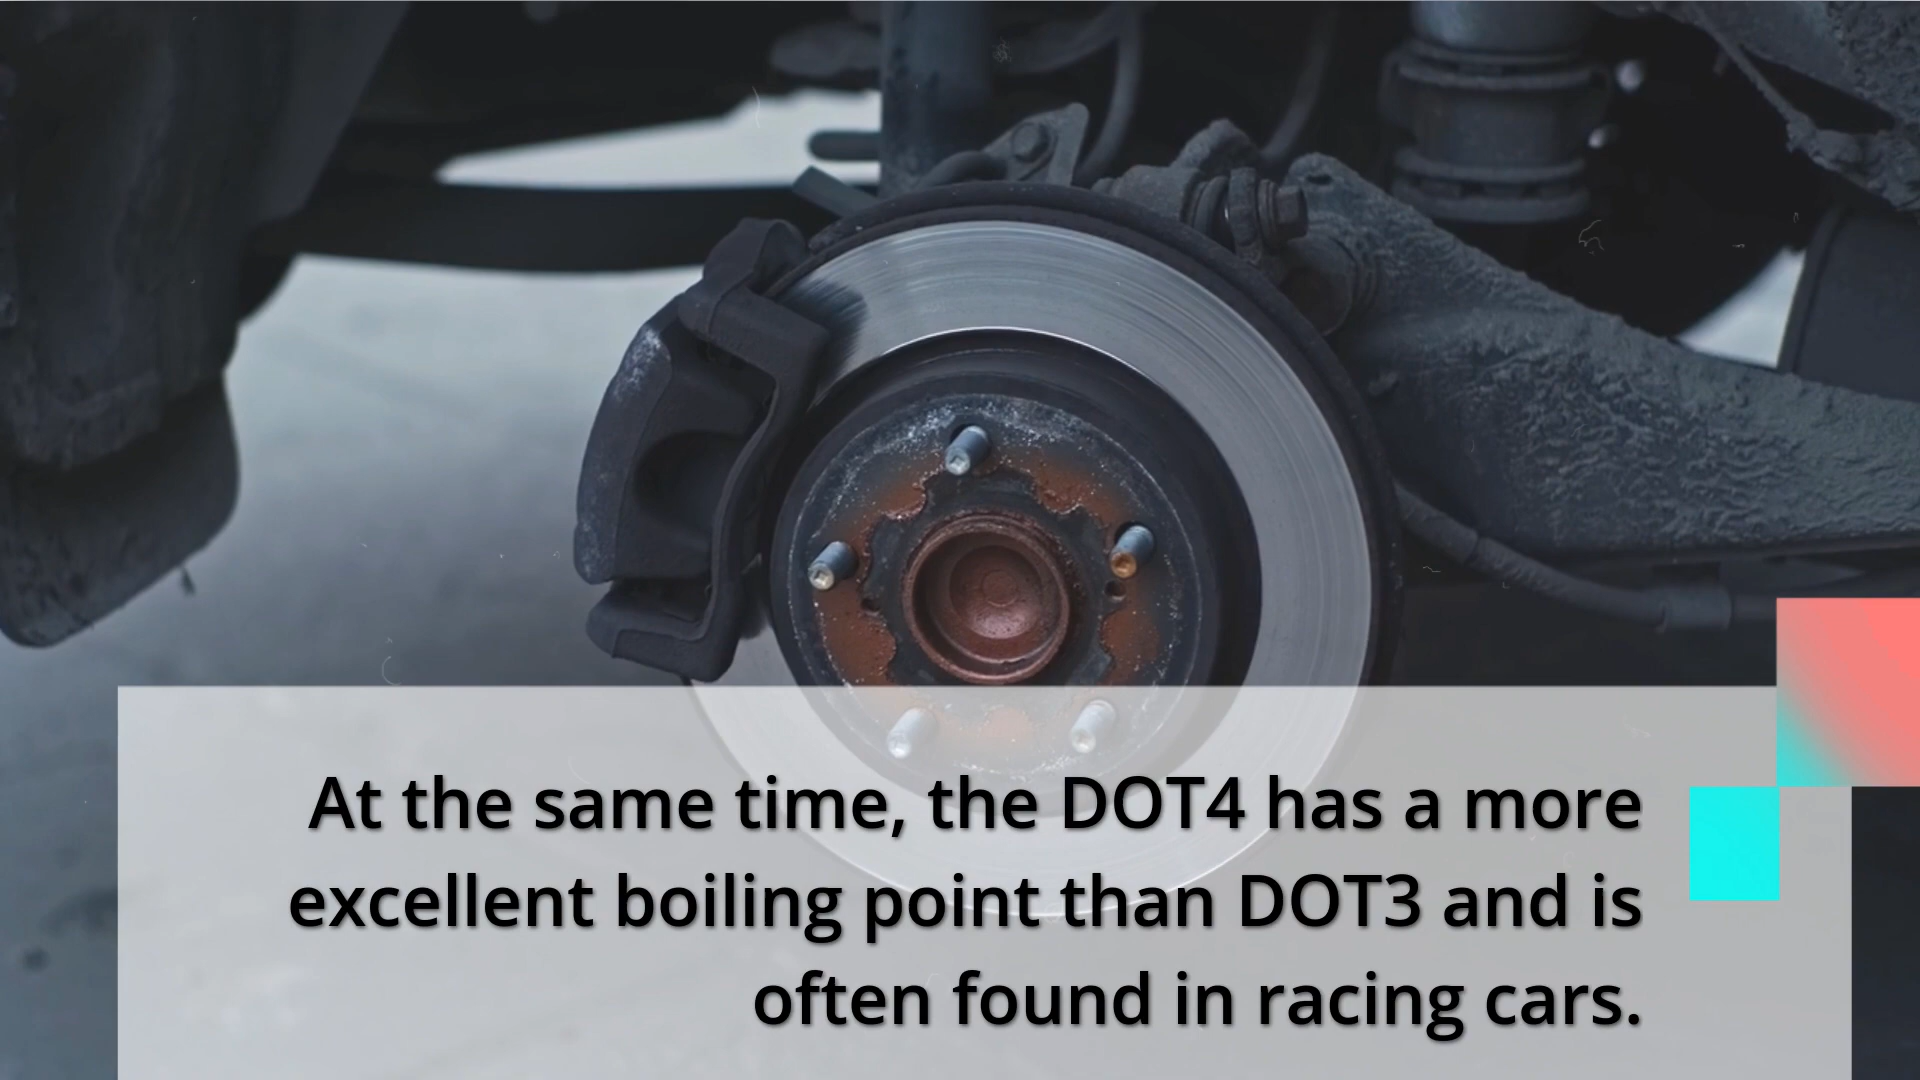 At the same time, the DOT4 has a more
excellent boiling point than DOT3 and is
often found in racing cars.